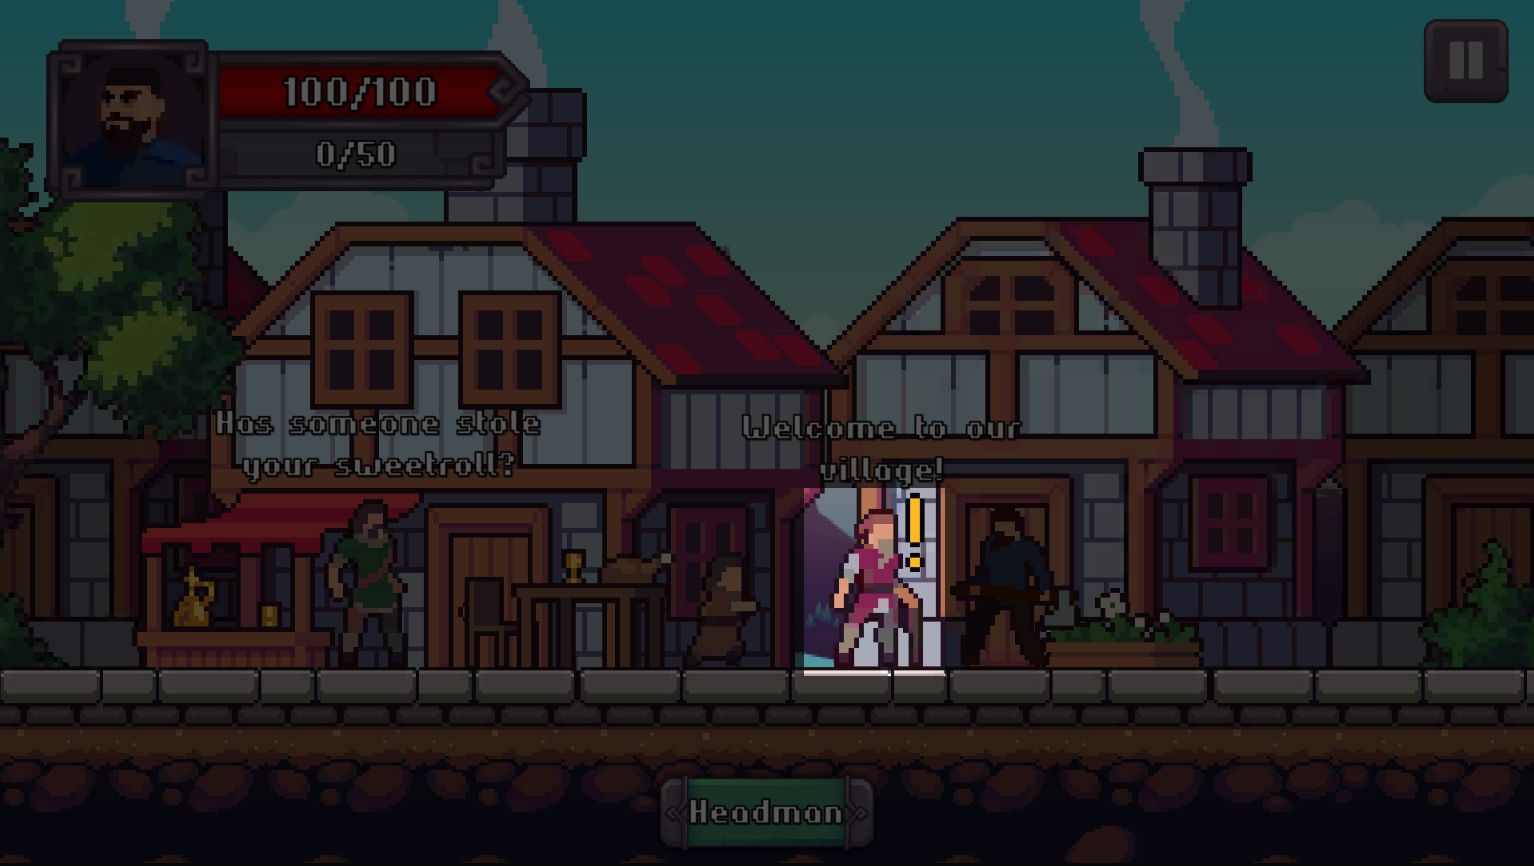 100/100
0/50
Has someone stole
your sweetroll?
Welcome to our
village!
Headman